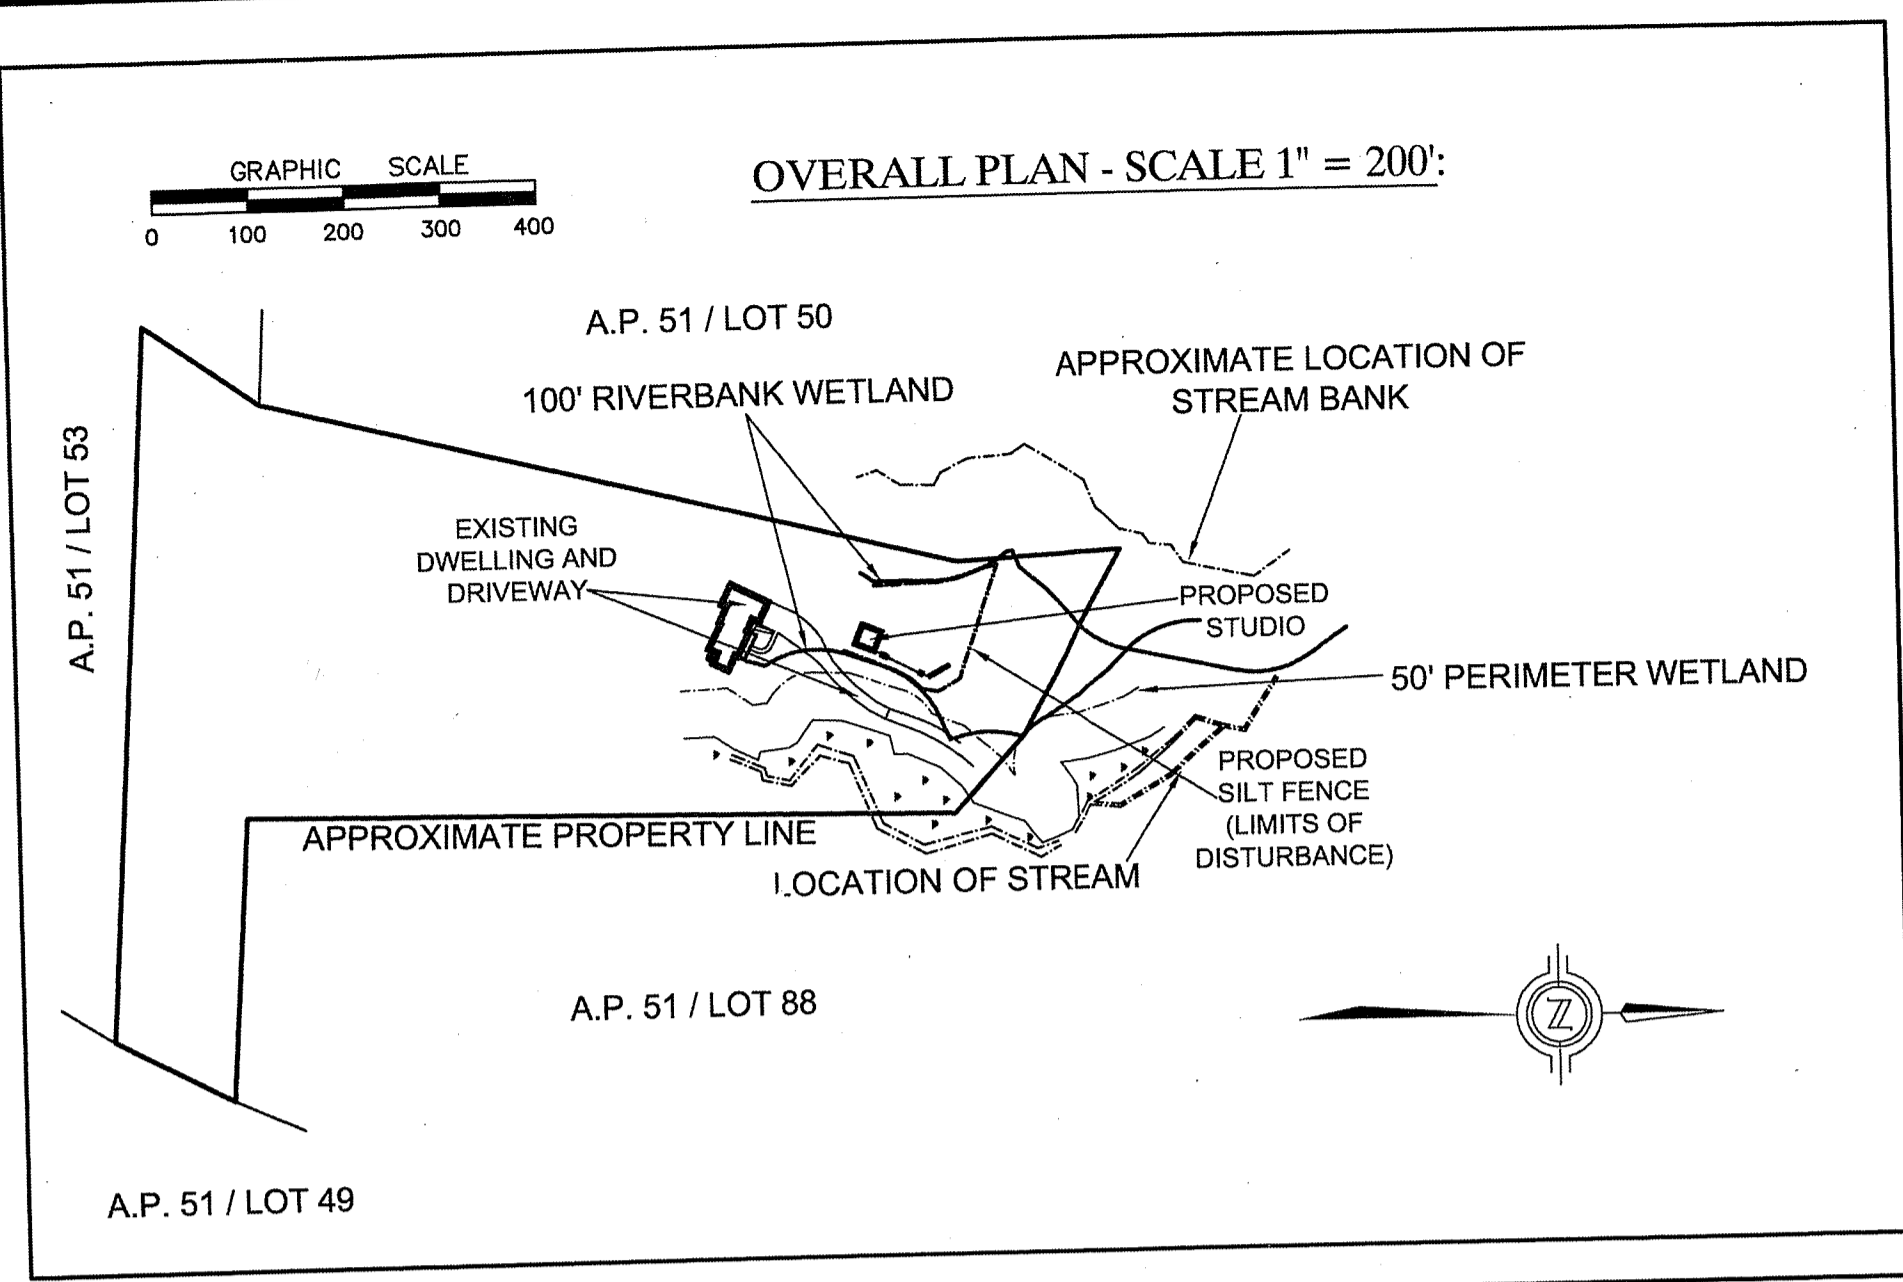 GRAPHIC SCALE
0 100 200 300 400
OVERALL PLAN - SCALE 1" = 200':
A.P. 51 / LOT 50
100' RIVERBANK WETLAND
APPROXIMATE LOCATION OF
STREAM BANK
A.P. 51 / LOT 53
EXISTING
DWELLING AND
DRIVEWAY
PROPOSED
STUDIO
50' PERIMETER WETLAND
PROPOSED
SILT FENCE
(LIMITS OF
DISTURBANCE)
APPROXIMATE PROPERTY LINE
LOCATION OF STREAM
A.P. 51 / LOT 88
Z
A.P. 51 / LOT 49